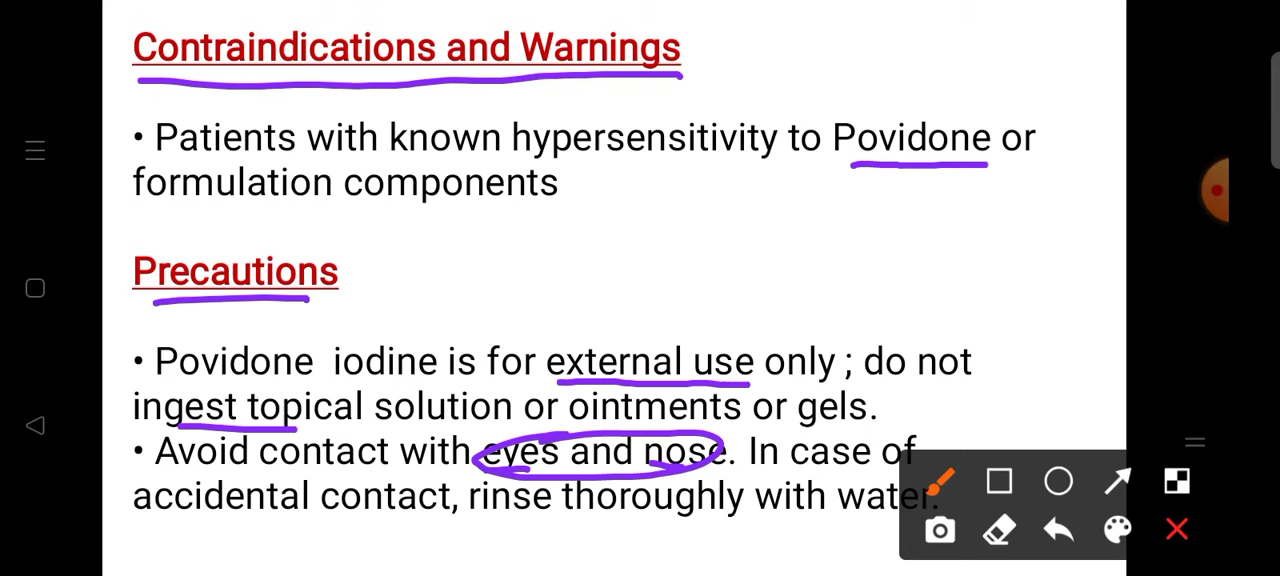 Contraindications and Warnings
• Patients with known hypersensitivity to Povidone or
formulation components
Precautions
• Povidone iodine is for external use only ; do not
ingest topical solution or ointments or gels.
• Avoid contact with eyes and nose. In case of
accidental contact, rinse thoroughly with water.